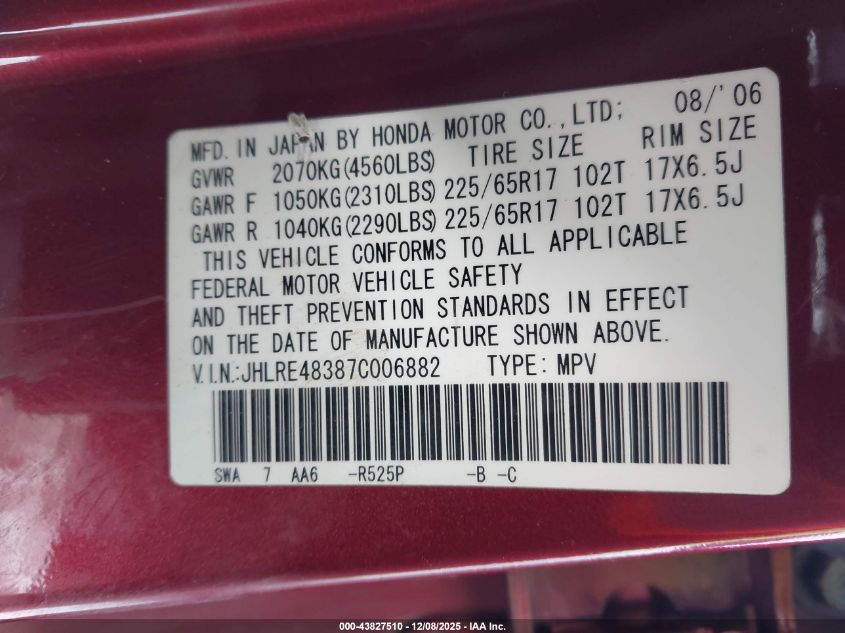 MFD. IN JAPAN BY HONDA MOTOR CO., LTD; 08/'06
GVWR 2070KG(4560LBS) TIRE SIZE RIM SIZE
GAWR F 1050KG(2310LBS) 225/65R17 102T 17X6.5J
GAWR R 1040KG(2290LBS) 225/65R17 102T 17X6.5J
THIS VEHICLE CONFORMS TO ALL APPLICABLE
FEDERAL MOTOR VEHICLE SAFETY
AND THEFT PREVENTION STANDARDS IN EFFECT
ON THE DATE OF MANUFACTURE SHOWN ABOVE.
V.I.N.:JHLRE48387C006882 TYPE: MPV
SWA 7 AA6 -R525P -B -C
000-43827510 - 12/08/2025 - IAA Inc.